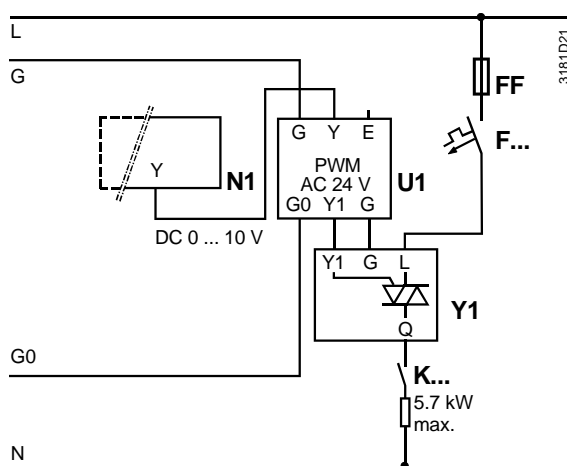 L
3181D21
G
FF
F...
G Y E
Y
N1
PWM
AC 24 V
U1
G0 Y1 G
DC 0 ... 10 V
Y1 G L
Y1
Q
G0
K...
5.7 kW
max.
N